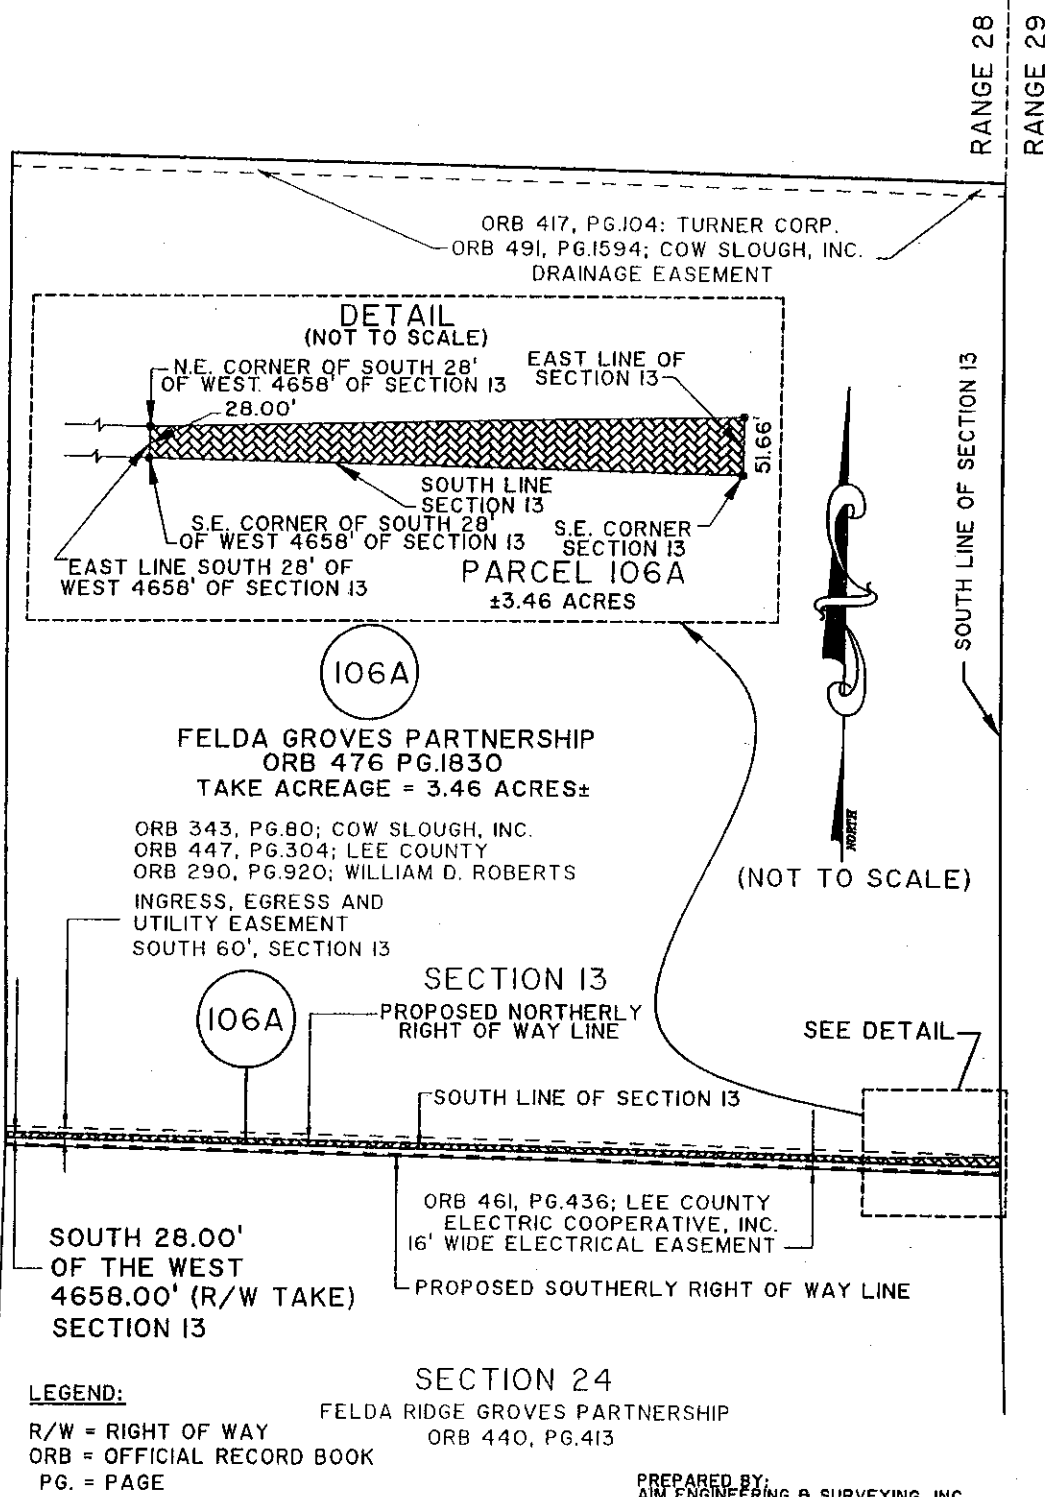 RANGE 28
RANGE 29
ORB 417, PG.104: TURNER CORP.
ORB 491, PG.1594; COW SLOUGH, INC.
DRAINAGE EASEMENT
DETAIL
(NOT TO SCALE)
N.E. CORNER OF SOUTH 28'
OF WEST 4658' OF SECTION 13
EAST LINE OF
SECTION 13
28.00'
51.66'
SOUTH LINE
SECTION 13
S.E. CORNER OF SOUTH 28'
OF WEST 4658' OF SECTION 13
S.E. CORNER
SECTION 13
EAST LINE SOUTH 28' OF
WEST 4658' OF SECTION 13
PARCEL 106A
±3.46 ACRES
SOUTH LINE OF SECTION 13
106A
FELDA GROVES PARTNERSHIP
ORB 476 PG.1830
TAKE ACREAGE = 3.46 ACRES±
ORB 343, PG.80; COW SLOUGH, INC.
ORB 447, PG.304; LEE COUNTY
ORB 290, PG.920; WILLIAM D. ROBERTS
INGRESS, EGRESS AND
UTILITY EASEMENT
SOUTH 60', SECTION 13
NORTH
(NOT TO SCALE)
SECTION 13
106A
PROPOSED NORTHERLY
RIGHT OF WAY LINE
SEE DETAIL
SOUTH LINE OF SECTION 13
ORB 461, PG.436; LEE COUNTY
ELECTRIC COOPERATIVE, INC.
16' WIDE ELECTRICAL EASEMENT
SOUTH 28.00'
OF THE WEST
4658.00' (R/W TAKE)
SECTION 13
PROPOSED SOUTHERLY RIGHT OF WAY LINE
SECTION 24
FELDA RIDGE GROVES PARTNERSHIP
ORB 440, PG.413
LEGEND:
R/W = RIGHT OF WAY
ORB = OFFICIAL RECORD BOOK
PG. = PAGE
PREPARED BY:
AIM ENGINEERING & SURVEYING, INC.